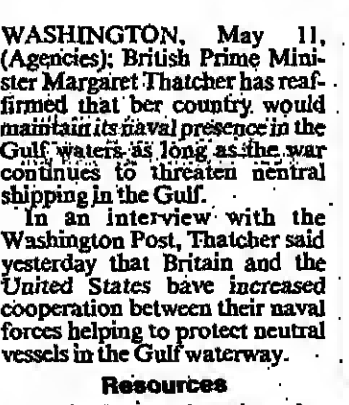 WASHINGTON, May 11,
(Agencies); British Prime Mini-
ster Margaret Thatcher has reaf-
firmed that her country would
maintain its naval presence in the
Gulf waters as long as the war
continues to threaten neutral
shipping in the Gulf.
In an interview with the
Washington Post, Thatcher said
yesterday that Britain and the
United States have increased
cooperation between their naval
forces helping to protect neutral
vessels in the Gulf waterway.
Resources